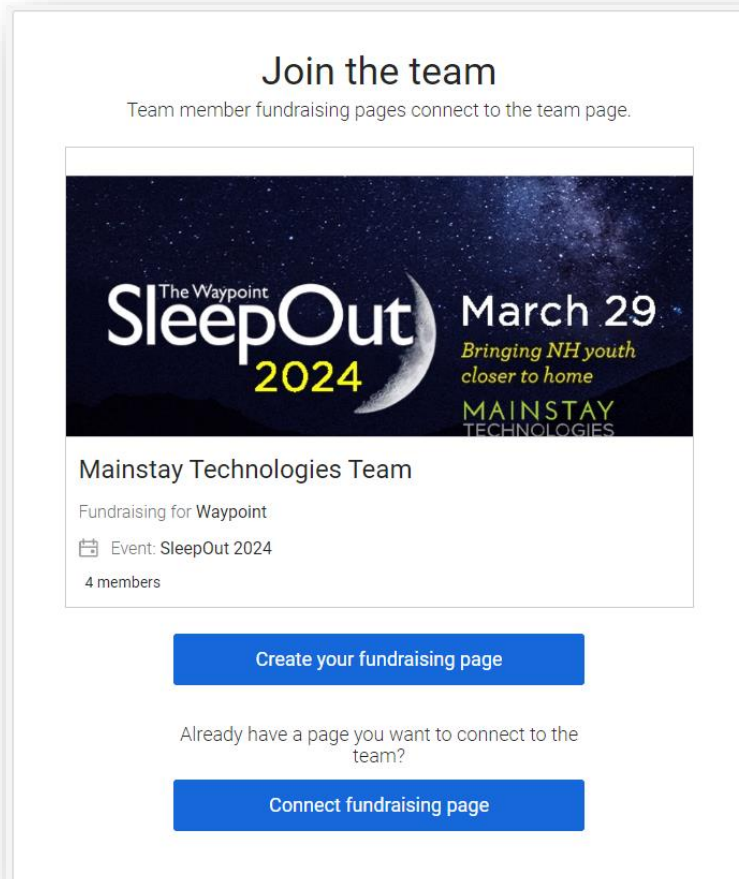 Join the team
Team member fundraising pages connect to the team page.
The Waypoint
SleepOut
2024
March 29
Bringing NH youth
closer to home
MAINSTAY
TECHNOLOGIES
Mainstay Technologies Team
Fundraising for Waypoint
Event: SleepOut 2024
4 members
Create your fundraising page
Already have a page you want to connect to the
team?
Connect fundraising page